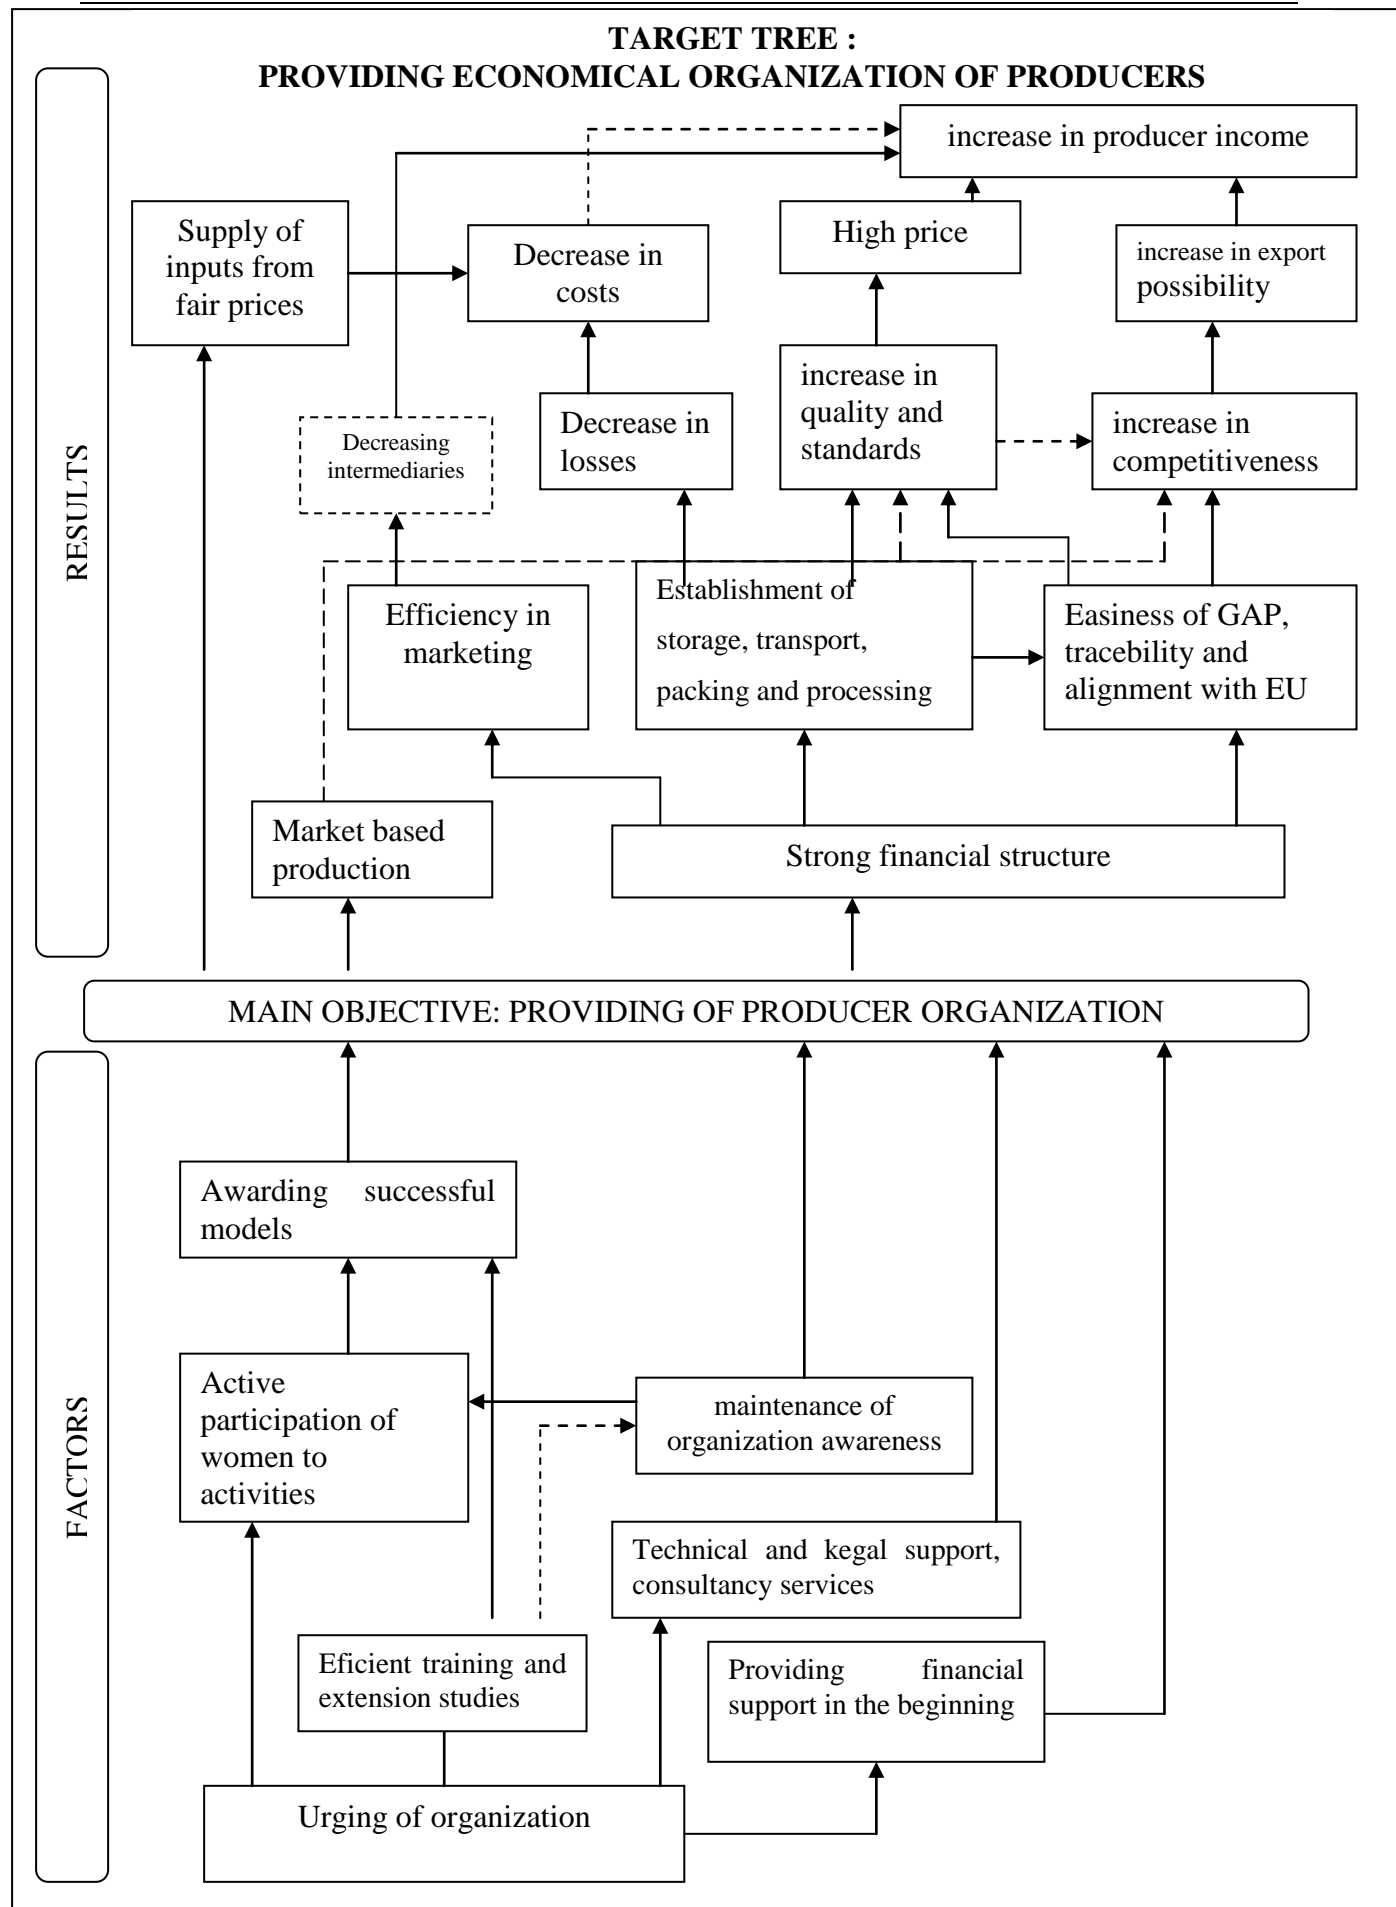 TARGET TREE :
PROVIDING ECONOMICAL ORGANIZATION OF PRODUCERS
RESULTS
increase in producer income
Supply of
inputs from
fair prices
Decrease in
costs
High price
increase in export
possibility
Decreasing
intermediaries
Decrease in
losses
increase in
quality and
standards
increase in
competitiveness
Efficiency in
marketing
Establishment of
storage, transport,
packing and processing
Easiness of GAP,
tracebility and
alignment with EU
Market based
production
Strong financial structure
MAIN OBJECTIVE: PROVIDING OF PRODUCER ORGANIZATION
FACTORS
Awarding successful
models
Active
participation of
women to
activities
maintenance of
organization awareness
Technical and kegal support,
consultancy services
Eficient training and
extension studies
Providing financial
support in the beginning
Urging of organization